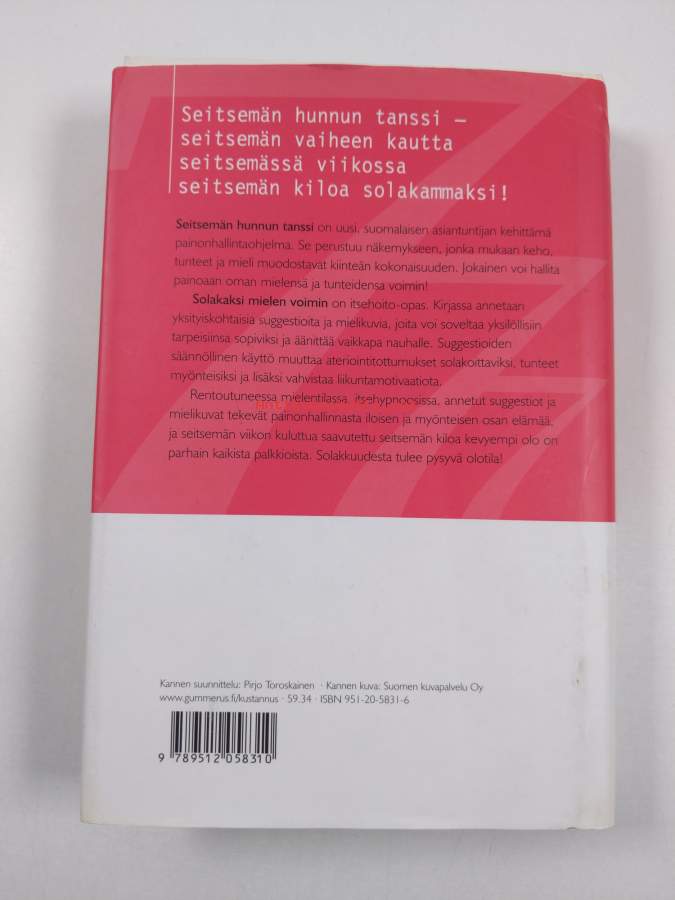 Seitsemän hunnun tanssi –
seitsemän vaiheen kautta
seitsemässä viikossa
seitsemän kiloa solakammaksi!
Seitsemän hunnun tanssi on uusi, suomalaisen asiantuntijan kehittämä
painonhallintaohjelma. Se perustuu näkemykseen, jonka mukaan keho,
tunteet ja mieli muodostavat kiinteän kokonaisuuden. Jokainen voi hallita
painoaan oman mielensä ja tunteidensa voimin!
Solakaksi mielen voimin on itsehoito-opas. Kirjassa annetaan
yksityiskohtaisia suggestioita ja mielikuvia, joita voi soveltaa yksilöllisiin
tarpeisiinsa sopiviksi ja äänittää vaikkapa nauhalle. Suggestioiden
säännöllinen käyttö muuttaa ateriointitottumukset solakoittaviksi, tunteet
myönteisiksi ja lisäksi vahvistaa liikuntamotivaatiota.
Rentoutuneessa mielentilassa, itsehypnoosissa, annetut suggestiot ja
mielikuvat tekevät painonhallinnasta iloisen ja myönteisen osan elämää,
ja seitsemän viikon kuluttua saavutettu seitsemän kiloa kevyempi olo on
parhain kaikista palkkioista. Solakkuudesta tulee pysyvä olotila!
Kannen suunnittelu: Pirjo Toroskainen · Kannen kuva: Suomen kuvapalvelu Oy
www.gummerus.fi/kustannus · 59.34 · ISBN 951-20-5831-6
9 789512 058310